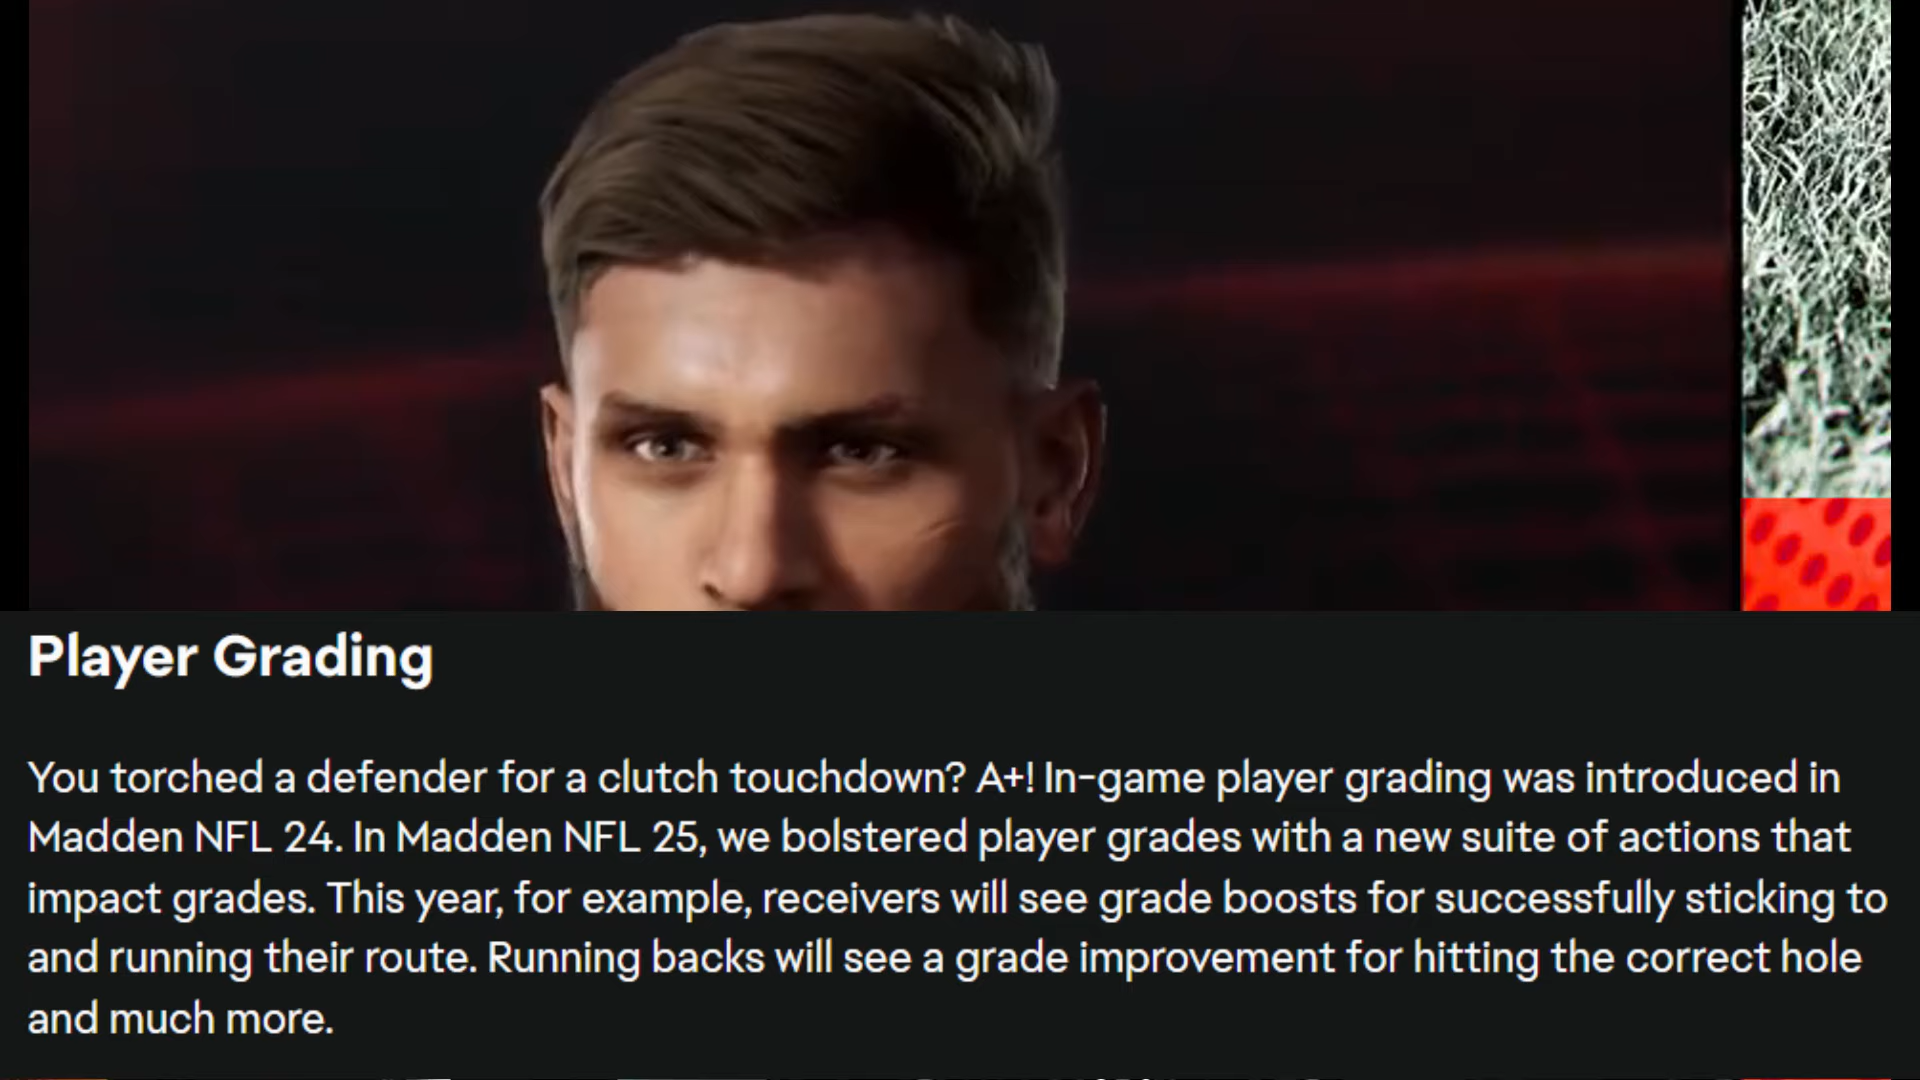 Player Grading
You torched a defender for a clutch touchdown? A+! In-game player grading was introduced in
Madden NFL 24. In Madden NFL 25, we bolstered player grades with a new suite of actions that
impact grades. This year, for example, receivers will see grade boosts for successfully sticking to
and running their route. Running backs will see a grade improvement for hitting the correct hole
and much more.